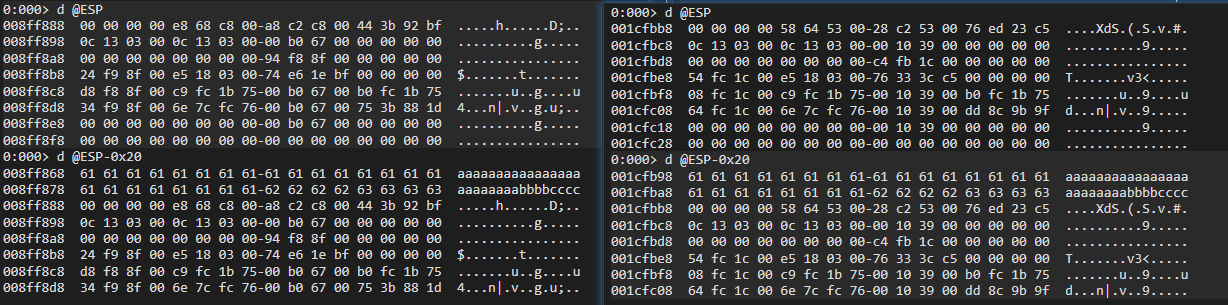 0:000> d @ESP
008ff888  00 00 00 00 e8 68 c8 00-a8 c2 c8 00 44 3b 92 bf  .....h......D;..
008ff898  0c 13 03 00 0c 13 03 00-00 b0 67 00 00 00 00 00  ..........g.....
008ff8a8  00 00 00 00 00 00 00 00-94 f8 8f 00 00 00 00 00  ................
008ff8b8  24 f9 8f 00 e5 18 03 00-74 e6 1e bf 00 00 00 00  $.......t.......
008ff8c8  d8 f8 8f 00 c9 fc 1b 75-00 b0 67 00 b0 fc 1b 75  .......u..g....u
008ff8d8  34 f9 8f 00 6e 7c fc 76-00 b0 67 00 75 3b 88 1d  4...n|.v..g.u;..
008ff8e8  00 00 00 00 00 00 00 00-00 b0 67 00 00 00 00 00  ..........g.....
008ff8f8  00 00 00 00 00 00 00 00-00 00 00 00 00 00 00 00  ................
0:000> d @ESP-0x20
008ff868  61 61 61 61 61 61 61 61-61 61 61 61 61 61 61 61  aaaaaaaaaaaaaaaa
008ff878  61 61 61 61 61 61 61 61-62 62 62 62 63 63 63 63  aaaaaaaabbbbcccc
008ff888  00 00 00 00 e8 68 c8 00-a8 c2 c8 00 44 3b 92 bf  .....h......D;..
008ff898  0c 13 03 00 0c 13 03 00-00 b0 67 00 00 00 00 00  ..........g.....
008ff8a8  00 00 00 00 00 00 00 00-94 f8 8f 00 00 00 00 00  ................
008ff8b8  24 f9 8f 00 e5 18 03 00-74 e6 1e bf 00 00 00 00  $.......t.......
008ff8c8  d8 f8 8f 00 c9 fc 1b 75-00 b0 67 00 b0 fc 1b 75  .......u..g....u
008ff8d8  34 f9 8f 00 6e 7c fc 76-00 b0 67 00 75 3b 88 1d  4...n|.v..g.u;..
0:000> d @ESP
001cfbb8  00 00 00 00 58 64 53 00-28 c2 53 00 76 ed 23 c5  ....XdS.(.S.v.#.
001cfbc8  0c 13 03 00 0c 13 03 00-00 10 39 00 00 00 00 00  ..........9.....
001cfbd8  00 00 00 00 00 00 00 00-c4 fb 1c 00 00 00 00 00  ................
001cfbe8  54 fc 1c 00 e5 18 03 00-76 33 3c c5 00 00 00 00  T.......v3<.....
001cfbf8  08 fc 1c 00 c9 fc 1b 75-00 10 39 00 b0 fc 1b 75  .......u..9....u
001cfc08  64 fc 1c 00 6e 7c fc 76-00 10 39 00 dd 8c 9b 9f  d...n|.v..9.....
001cfc18  00 00 00 00 00 00 00 00-00 10 39 00 00 00 00 00  ..........9.....
001cfc28  00 00 00 00 00 00 00 00-00 00 00 00 00 00 00 00  ................
0:000> d @ESP-0x20
001cfb98  61 61 61 61 61 61 61 61-61 61 61 61 61 61 61 61  aaaaaaaaaaaaaaaa
001cfba8  61 61 61 61 61 61 61 61-62 62 62 62 63 63 63 63  aaaaaaaabbbbcccc
001cfbb8  00 00 00 00 58 64 53 00-28 c2 53 00 76 ed 23 c5  ....XdS.(.S.v.#.
001cfbc8  0c 13 03 00 0c 13 03 00-00 10 39 00 00 00 00 00  ..........9.....
001cfbd8  00 00 00 00 00 00 00 00-c4 fb 1c 00 00 00 00 00  ................
001cfbe8  54 fc 1c 00 e5 18 03 00-76 33 3c c5 00 00 00 00  T.......v3<.....
001cfbf8  08 fc 1c 00 c9 fc 1b 75-00 10 39 00 b0 fc 1b 75  .......u..9....u
001cfc08  64 fc 1c 00 6e 7c fc 76-00 10 39 00 dd 8c 9b 9f  d...n|.v..9.....